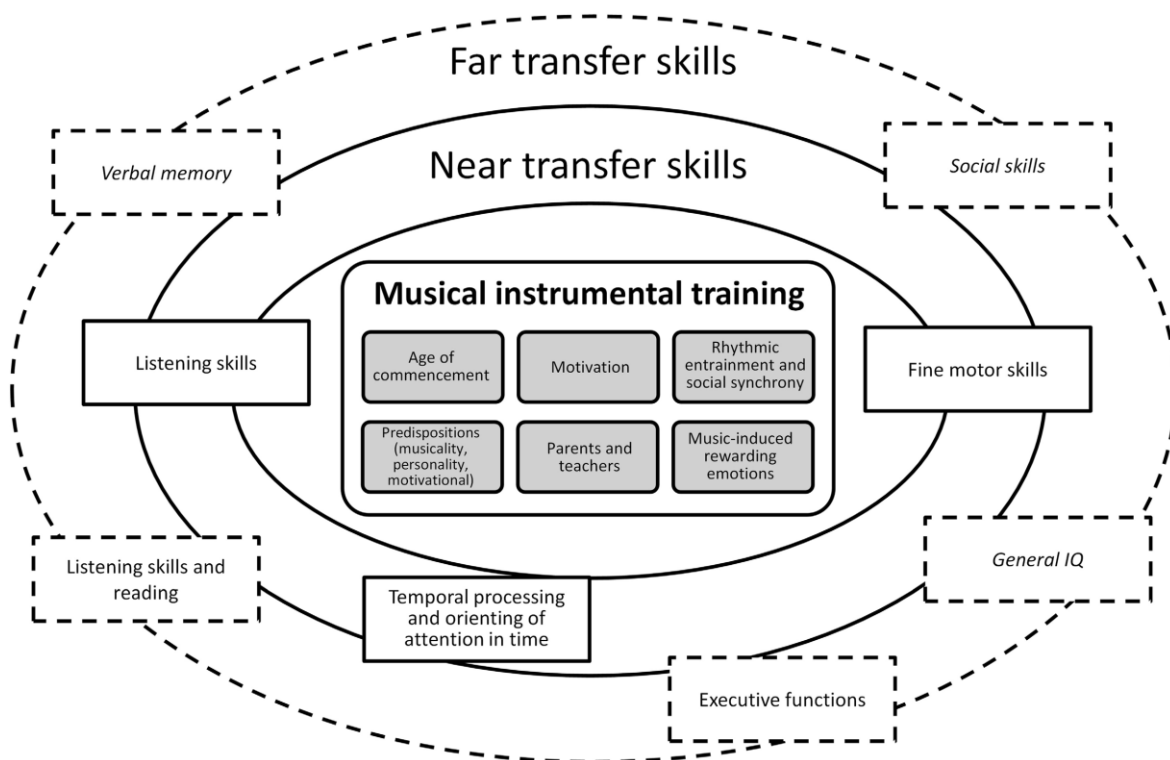 Far transfer skills
Verbal memory
Social skills
Near transfer skills
Musical instrumental training
Age of
commencement
Motivation
Rhythmic
entrainment and
social synchrony
Listening skills
Fine motor skills
Predispositions
(musicality,
personality,
motivational)
Parents and
teachers
Music-induced
rewarding
emotions
Listening skills and
reading
General IQ
Temporal processing
and orienting of
attention in time
Executive functions